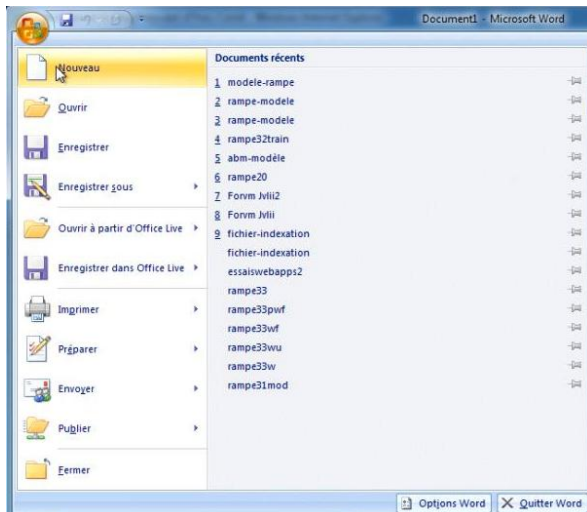 Document1 - Microsoft Word
Nouveau
Ouvrir
Enregistrer
Enregistrer sous
Ouvrir à partir d'Office Live
Enregistrer dans Office Live
Imprimer
Préparer
Envoyer
Publier
Fermer
Documents récents
1 modele-rampe
2 rampe-modele
3 rampe-modele
4 rampe32train
5 abm-modèle
6 rampe20
7 Forvm Jvlii2
8 Forvm Jvlii
9 fichier-indexation
fichier-indexation
essaiswebapps2
rampe33
rampe33pwf
rampe33wf
rampe33wu
rampe33w
rampe31mod
Options Word
Quitter Word